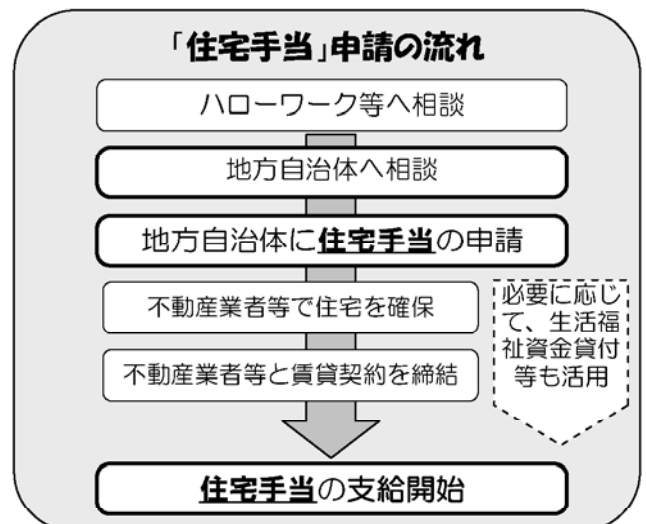 「住宅手当」申請の流れ
ハローワーク等へ相談
地方自治体へ相談
地方自治体に住宅手当の申請
不動産業者等で住宅を確保
不動産業者等と賃貸契約を締結
必要に応じ
て、生活福
祉資金貸付
等も活用
住宅手当の支給開始